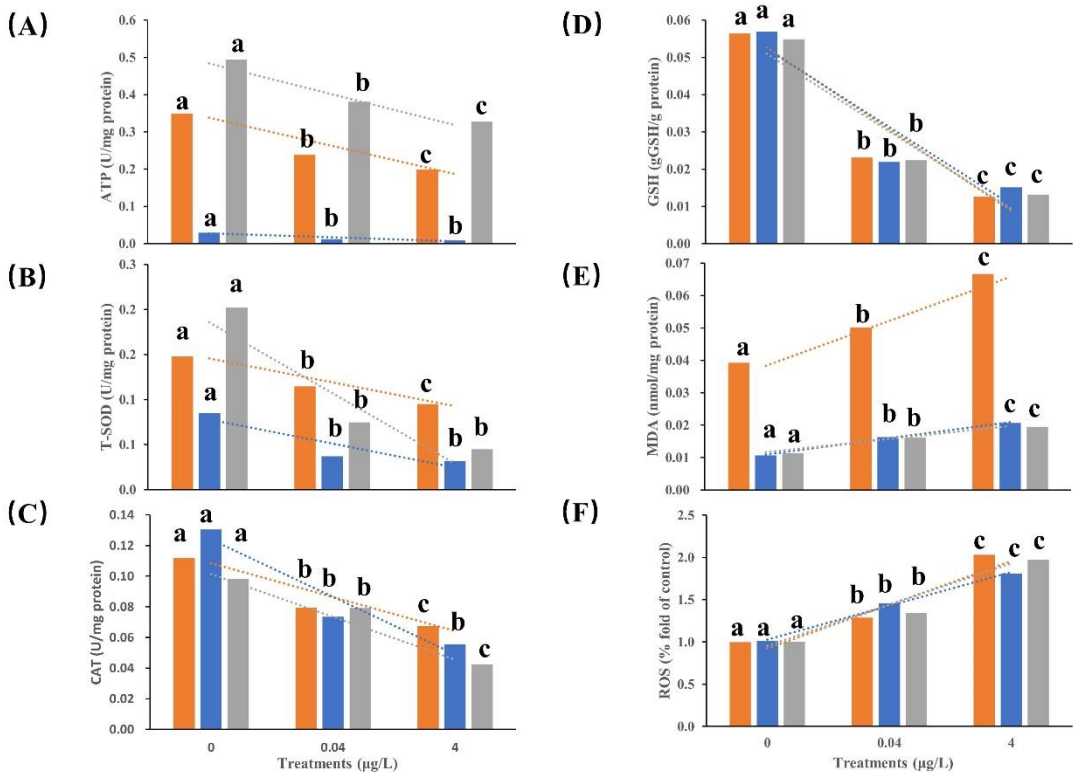 (A)
0.6
0.5
0.4
0.3
0.2
0.1
0.0
ATP (U/mg protein)
a a a
b b b
c b c
(B)
0.3
0.2
0.2
0.1
0.1
0.0
T-SOD (U/mg protein)
a a a
b b b
c b b
(C)
0.14
0.12
0.10
0.08
0.06
0.04
0.02
0.00
CAT (U/mg protein)
a a a
b b b
c b c
0 0.04 4
Treatments (μg/L)
(D)
0.06
0.05
0.04
0.03
0.02
0.01
0.00
GSH (gGSH/g protein)
a a a
b b b
c c c
(E)
0.07
0.06
0.05
0.04
0.03
0.02
0.01
0.00
MDA (nmol/mg protein)
a a a
b b b
c c c
(F)
2.5
2.0
1.5
1.0
0.5
0.0
ROS (% fold of control)
a a a
b b b
c c c
0 0.04 4
Treatments (μg/L)